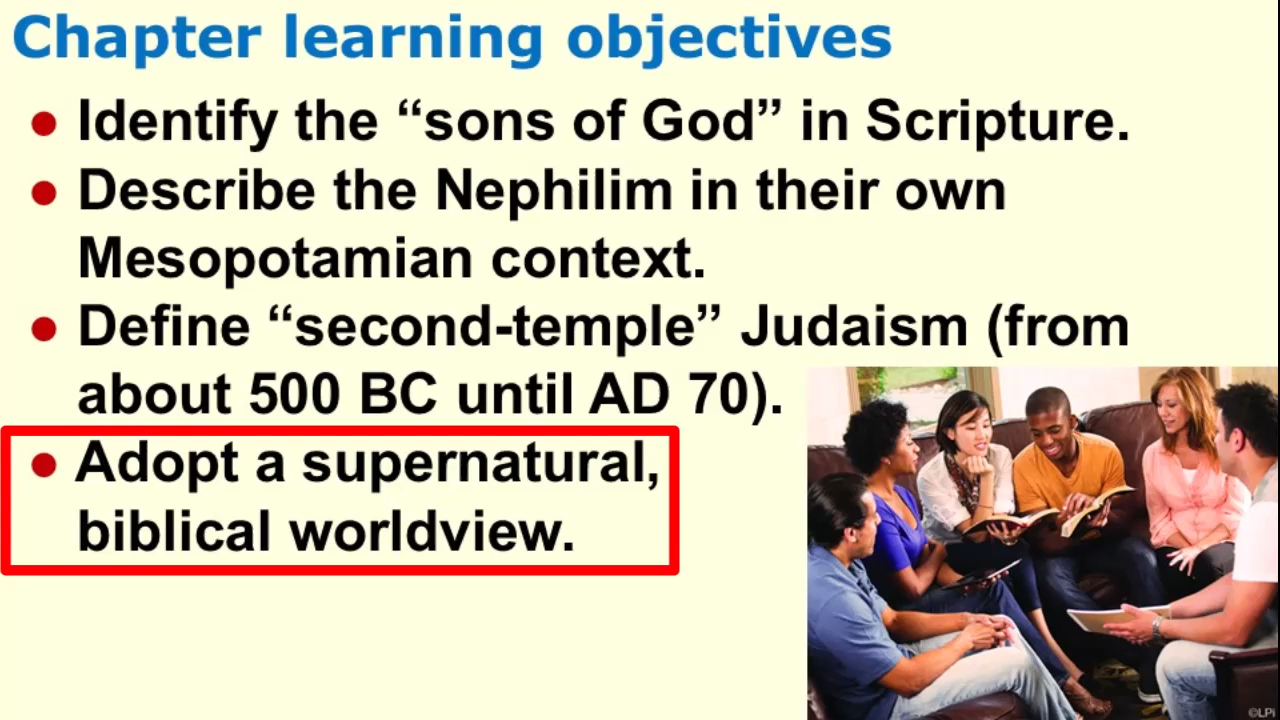 Chapter learning objectives
● Identify the “sons of God” in Scripture.
● Describe the Nephilim in their own
Mesopotamian context.
● Define “second-temple” Judaism (from
about 500 BC until AD 70).
● Adopt a supernatural,
biblical worldview.
©LPi